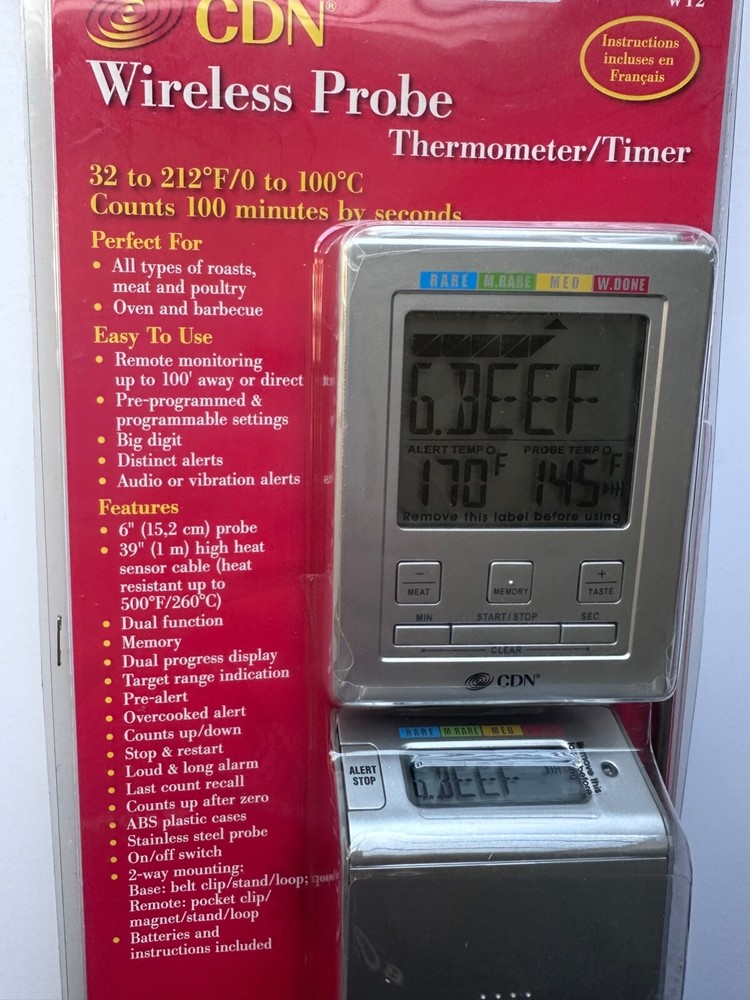 CDN®
WT2
Instructions
incluses en
Français
Wireless Probe
Thermometer/Timer
32 to 212°F/0 to 100°C
Counts 100 minutes by seconds
Perfect For
• All types of roasts,
meat and poultry
• Oven and barbecue
Easy To Use
• Remote monitoring
up to 100' away or direct
• Pre-programmed &
programmable settings
• Big digit
• Distinct alerts
• Audio or vibration alerts
Features
• 6" (15,2 cm) probe
• 39" (1 m) high heat
sensor cable (heat
resistant up to
500°F/260°C)
• Dual function
• Memory
• Dual progress display
• Target range indication
• Pre-alert
• Overcooked alert
• Counts up/down
• Stop & restart
• Loud & long alarm
• Last count recall
• Counts up after zero
• ABS plastic cases
• Stainless steel probe
• On/off switch
• 2-way mounting:
Base: belt clip/stand/loop;
Remote: pocket clip/
magnet/stand/loop
• Batteries and
instructions included
RARE M.RARE MED W.DONE
G.BEEF
ALERT TEMP PROBE TEMP
170°F 145°F
Remove this label before using
− MEAT
MEMORY
+ TASTE
MIN START/STOP SEC
CLEAR
CDN®
RARE M.RARE MED
ALERT
STOP
G.BEEF